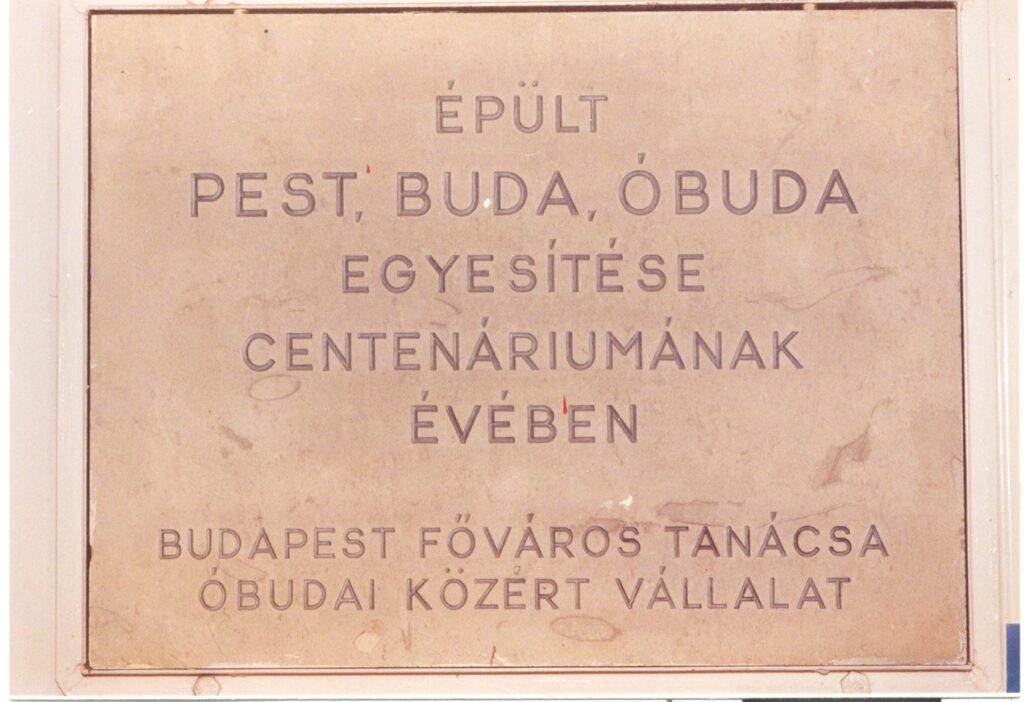 ÉPÜLT
PEST, BUDA, ÓBUDA
EGYESÍTÉSE
CENTENÁRIUMÁNAK
ÉVÉBEN
BUDAPEST FŐVÁROS TANÁCSA
ÓBUDAI KÖZÉRT VÁLLALAT